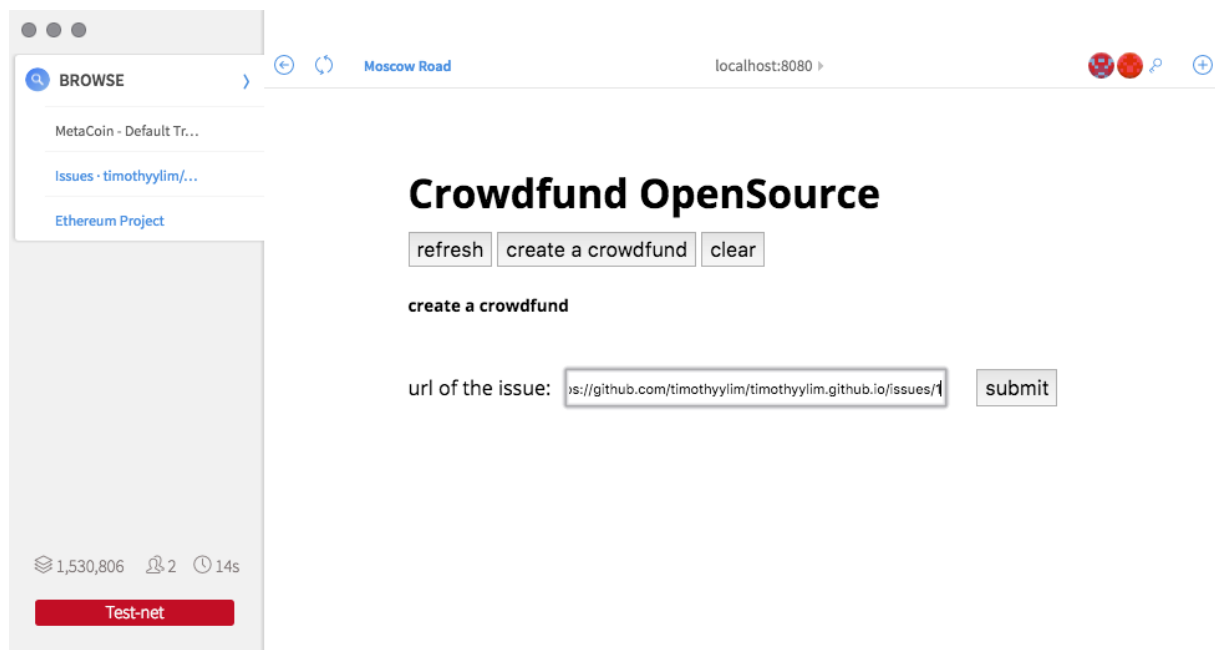 BROWSE
MetaCoin - Default Tr...
Issues · timothyylim/...
Ethereum Project
1,530,806 2 14s
Test-net
Moscow Road localhost:8080
Crowdfund OpenSource
refresh create a crowdfund clear
create a crowdfund
url of the issue: ps://github.com/timothyylim/timothyylim.github.io/issues/1 submit